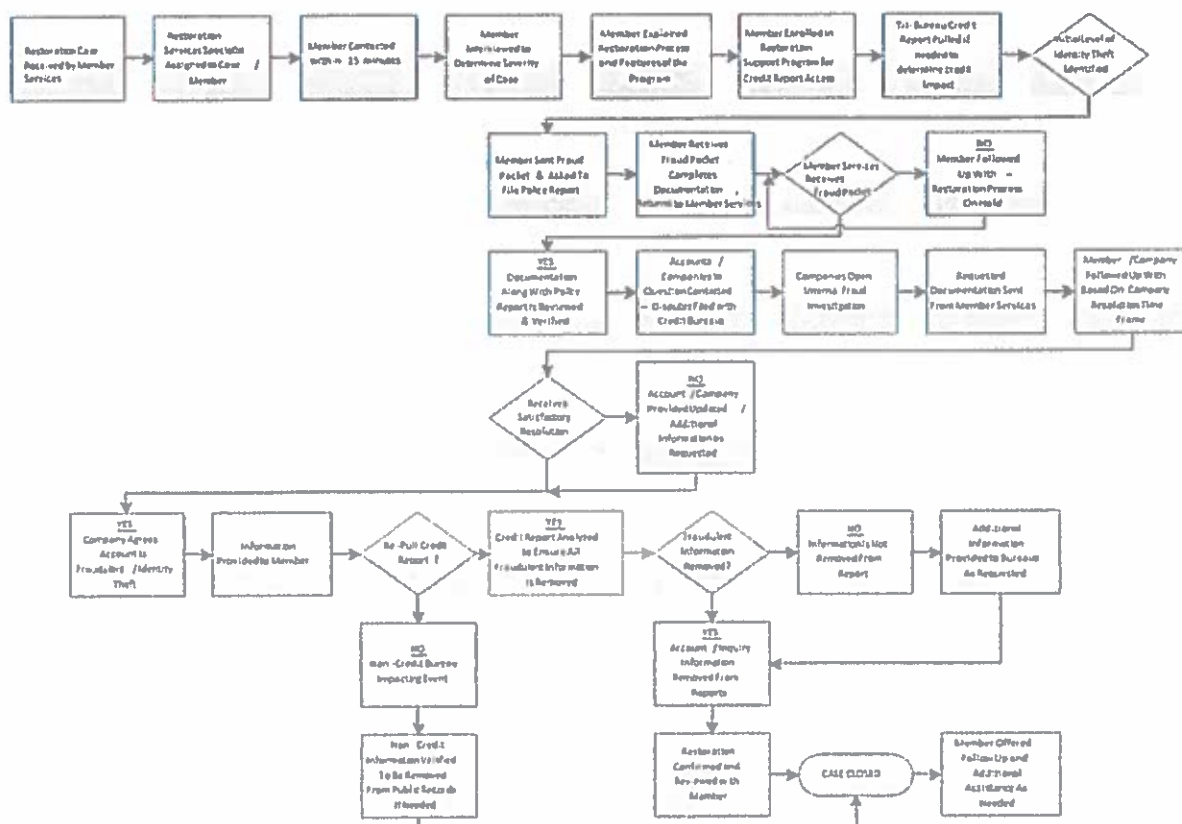 Restoration Case
Received by Member
Services
Restoration
Services Specialist
Assigned to Case /
Member
Member Contacted
within 15 minutes
Member
Interviewed to
Determine Severity
of Case
Member Explained
Restoration Process
and Features of the
Program
Member Enrolled in
Restoration
Support Program for
Credit Report Access
Tri-Bureau Credit
Report Pulled if
needed to
determine credit
impact
Level of
Identity Theft
Identified
Member Sent Fraud
Packet & Asked To
File Police Report
Member Receives
Fraud Packet
Completes
Documentation ,
Returns to Member Services
Member Services
Receives
Fraud Packet
NO
Member Followed
Up With -
Restoration Process
On Hold
YES
Documentation
Along With Police
Report is Reviewed
& Verified
Accounts /
Companies In
Question Contacted
- Disputes Filed with
Credit Bureaus
Companies Open
Internal Fraud
Investigation
Requested
Documentation Sent
From Member Services
Member /Company
Followed Up With
Based On Company
Resolution Time
Frame
Receives
Satisfactory
Resolution
NO
Account /Company
Provided Updated /
Additional
Information as
Requested
YES
Company Agrees
Account Is
Fraudulent /Identity
Theft
Information
Provided to Member
Re-Pull Credit
Report ?
YES
Credit Report Analyzed
to Ensure All
Fraudulent Information
Is Removed
Fraudulent
Information
Removed?
NO
Information Is Not
Removed From
Report
Additional
Information
Provided to Bureaus
As Requested
NO
Non -Credit Bureau
Impacting Event
YES
Account /Inquiry
Information
Removed From
Reports
Non -Credit
Information Verified
To Be Removed
From Public Records
If Needed
Restoration
Confirmed and
Reviewed with
Member
CASE CLOSED
Member Offered
Follow Up and
Additional
Assistance As
Needed